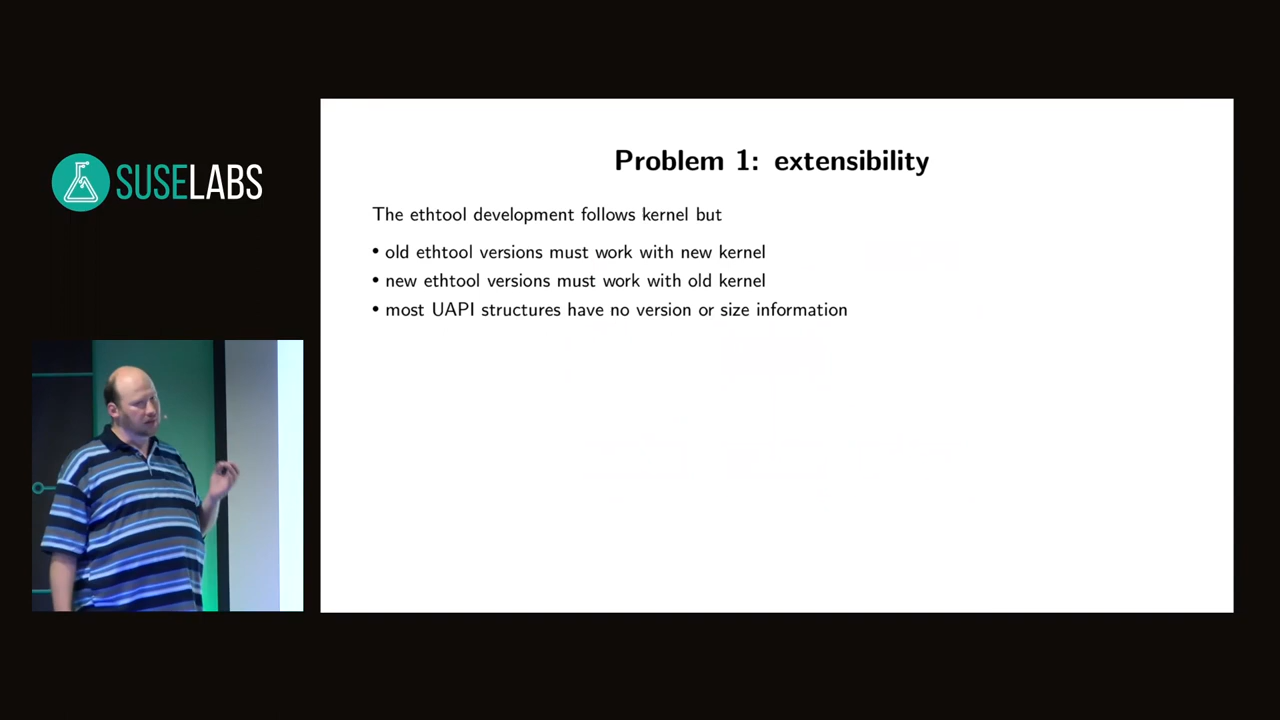 SUSELABS
Problem 1: extensibility
The ethtool development follows kernel but
• old ethtool versions must work with new kernel
• new ethtool versions must work with old kernel
• most UAPI structures have no version or size information